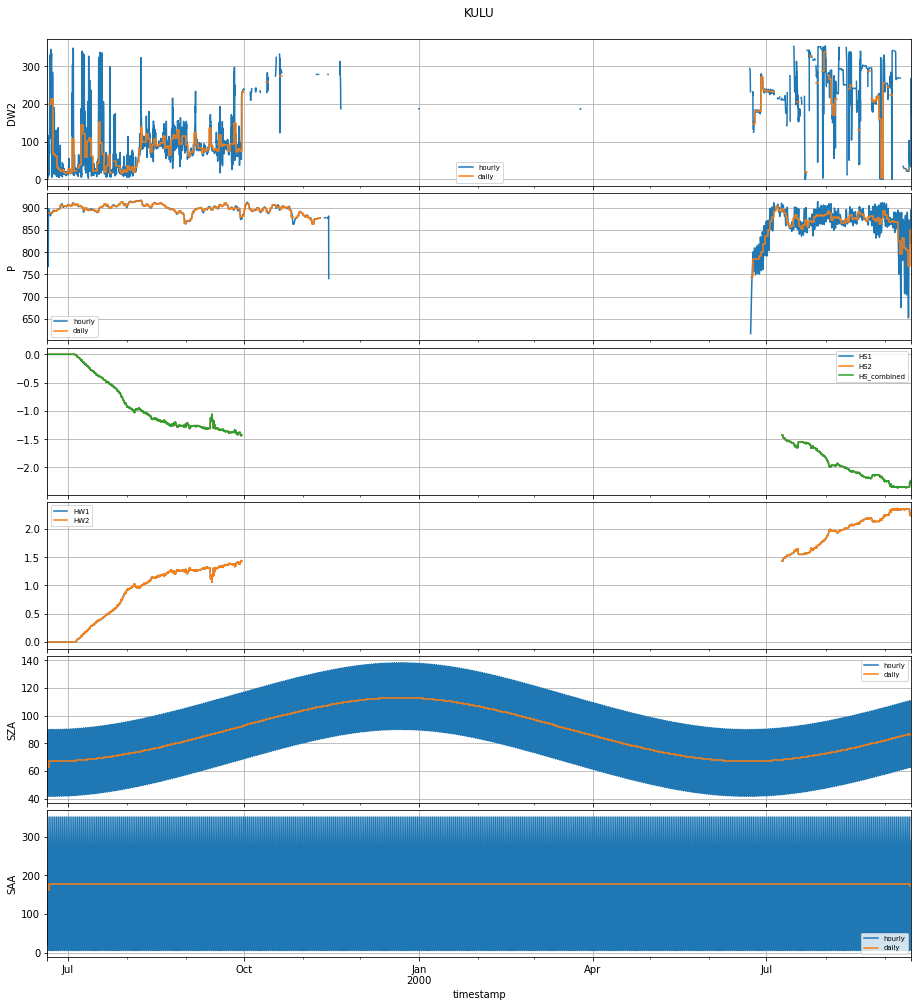 KULU
300
200
100
0
DW2
hourly
daily
900
850
800
750
700
650
P
hourly
daily
0.0
−0.5
−1.0
−1.5
−2.0
HS1
HS2
HS_combined
2.0
1.5
1.0
0.5
0.0
HW1
HW2
140
120
100
80
60
40
SZA
hourly
daily
300
200
100
0
SAA
hourly
daily
Jul Oct Jan Apr Jul
2000
timestamp